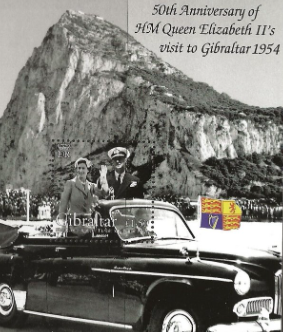 50th Anniversary of
HM Queen Elizabeth II's
visit to Gibraltar 1954
Gibraltar